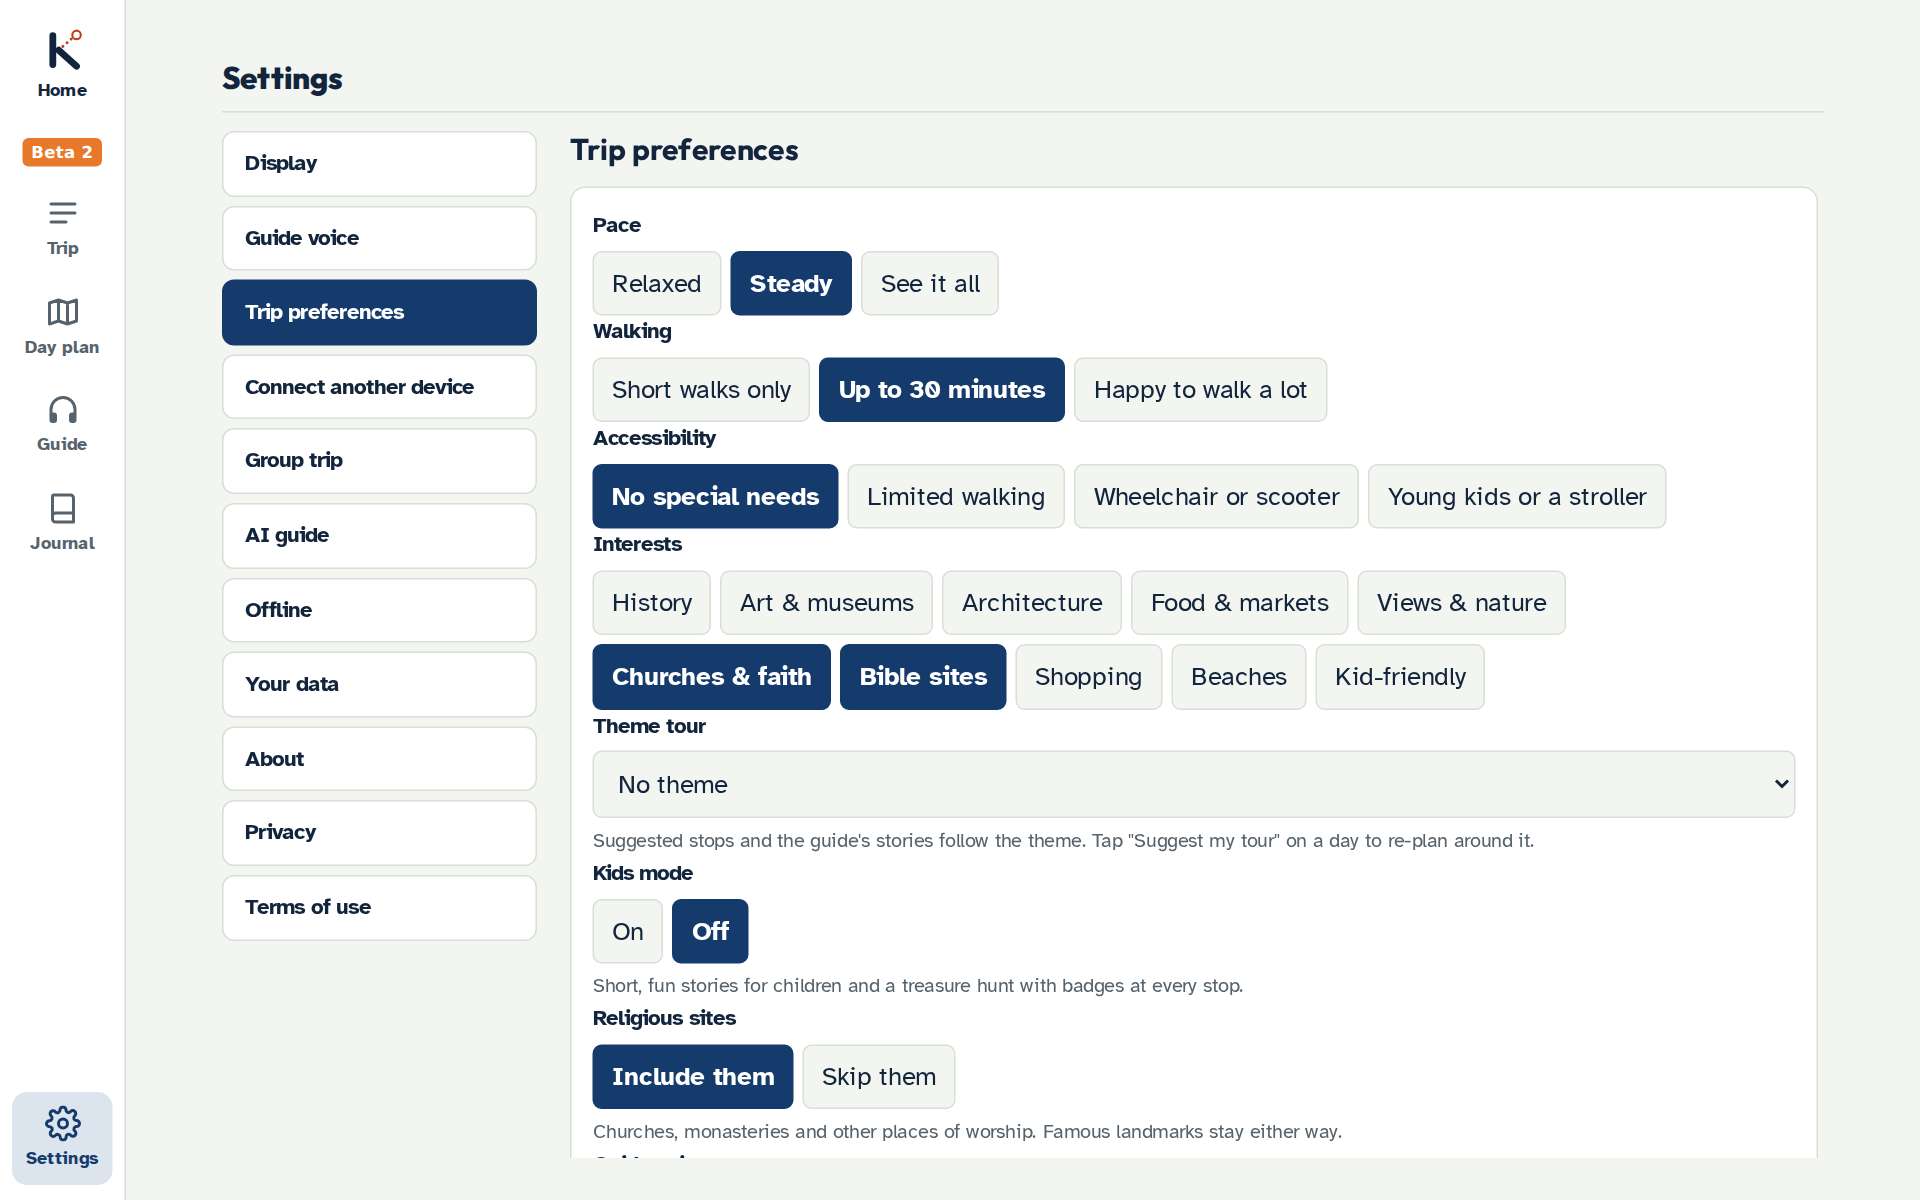 Home
Beta 2
Trip
Day plan
Guide
Journal
Settings
Settings
Display
Guide voice
Trip preferences
Connect another device
Group trip
AI guide
Offline
Your data
About
Privacy
Terms of use
Trip preferences
Pace
Relaxed Steady See it all
Walking
Short walks only Up to 30 minutes Happy to walk a lot
Accessibility
No special needs Limited walking Wheelchair or scooter Young kids or a stroller
Interests
History Art & museums Architecture Food & markets Views & nature
Churches & faith Bible sites Shopping Beaches Kid-friendly
Theme tour
No theme
Suggested stops and the guide's stories follow the theme. Tap "Suggest my tour" on a day to re-plan around it.
Kids mode
On Off
Short, fun stories for children and a treasure hunt with badges at every stop.
Religious sites
Include them Skip them
Churches, monasteries and other places of worship. Famous landmarks stay either way.